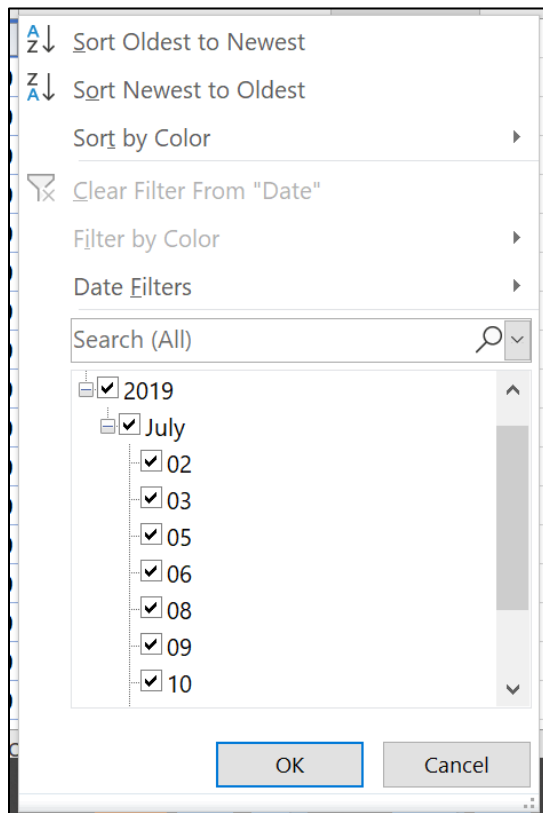 Sort Oldest to Newest
Sort Newest to Oldest
Sort by Color
Clear Filter From "Date"
Filter by Color
Date Filters
Search (All)
2019
July
02
03
05
06
08
09
10
OK Cancel